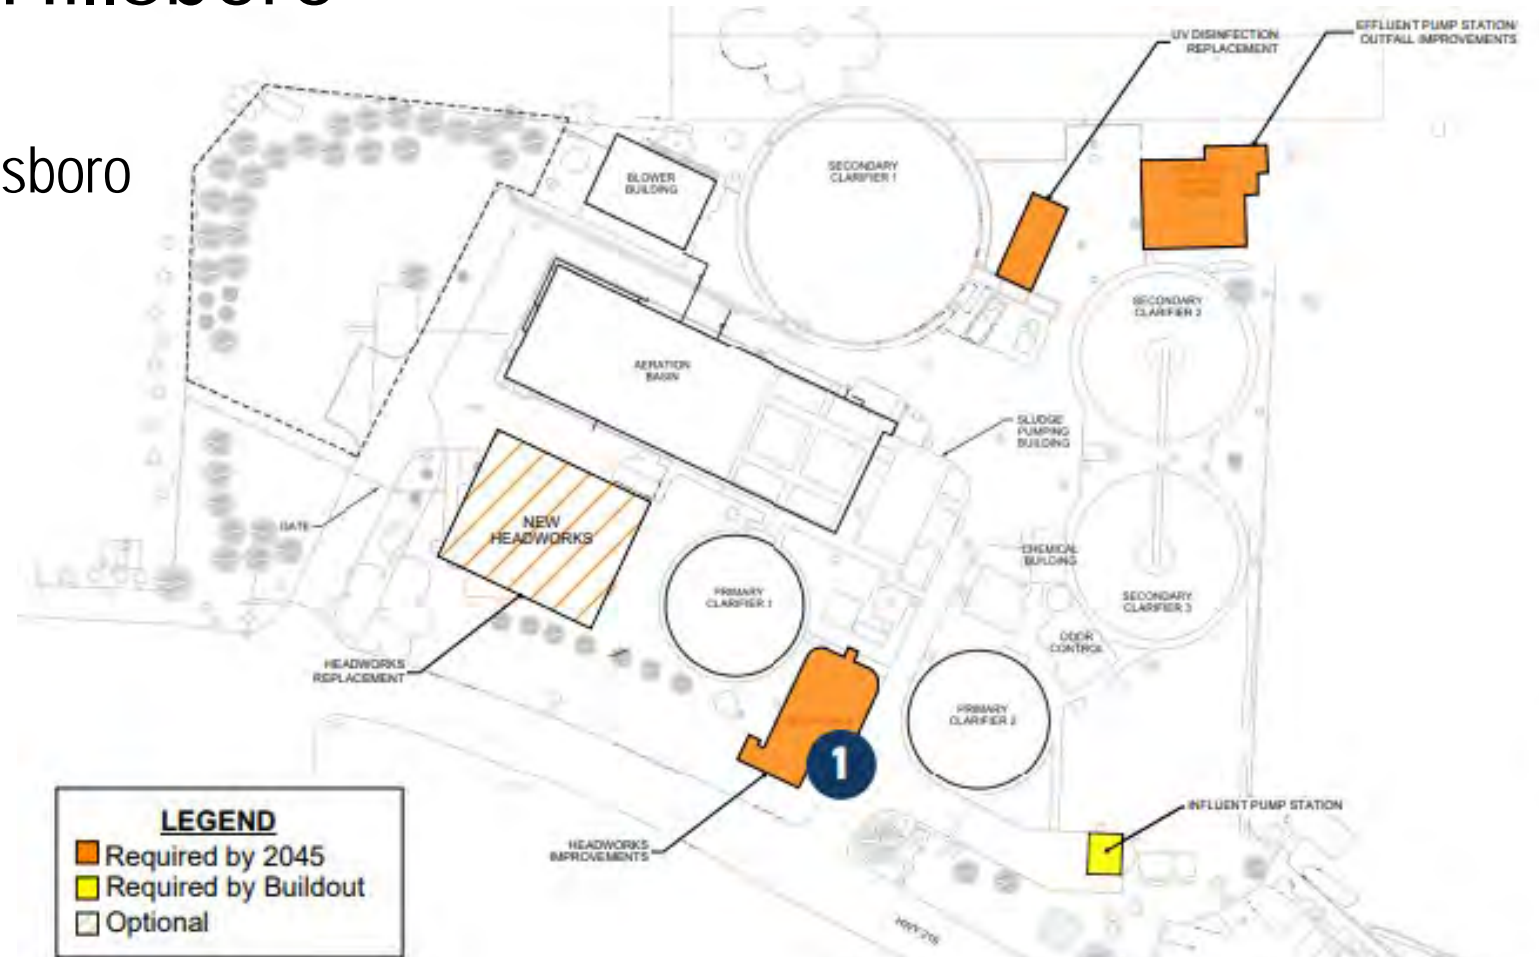 sboro
UV DISINFECTION
REPLACEMENT
EFFLUENT PUMP STATION/
OUTFALL IMPROVEMENTS
SECONDARY
CLARIFIER 1
BLOWER
BUILDING
SECONDARY
CLARIFIER 2
AERATION
BASIN
SLUDGE
PUMPING
BUILDING
GATE
NEW
HEADWORKS
CHEMICAL
BUILDING
PRIMARY
CLARIFIER 1
SECONDARY
CLARIFIER 3
ODOR
CONTROL
HEADWORKS
REPLACEMENT
PRIMARY
CLARIFIER 2
1
INFLUENT PUMP STATION
HEADWORKS
IMPROVEMENTS
HWY 216
LEGEND
Required by 2045
Required by Buildout
Optional